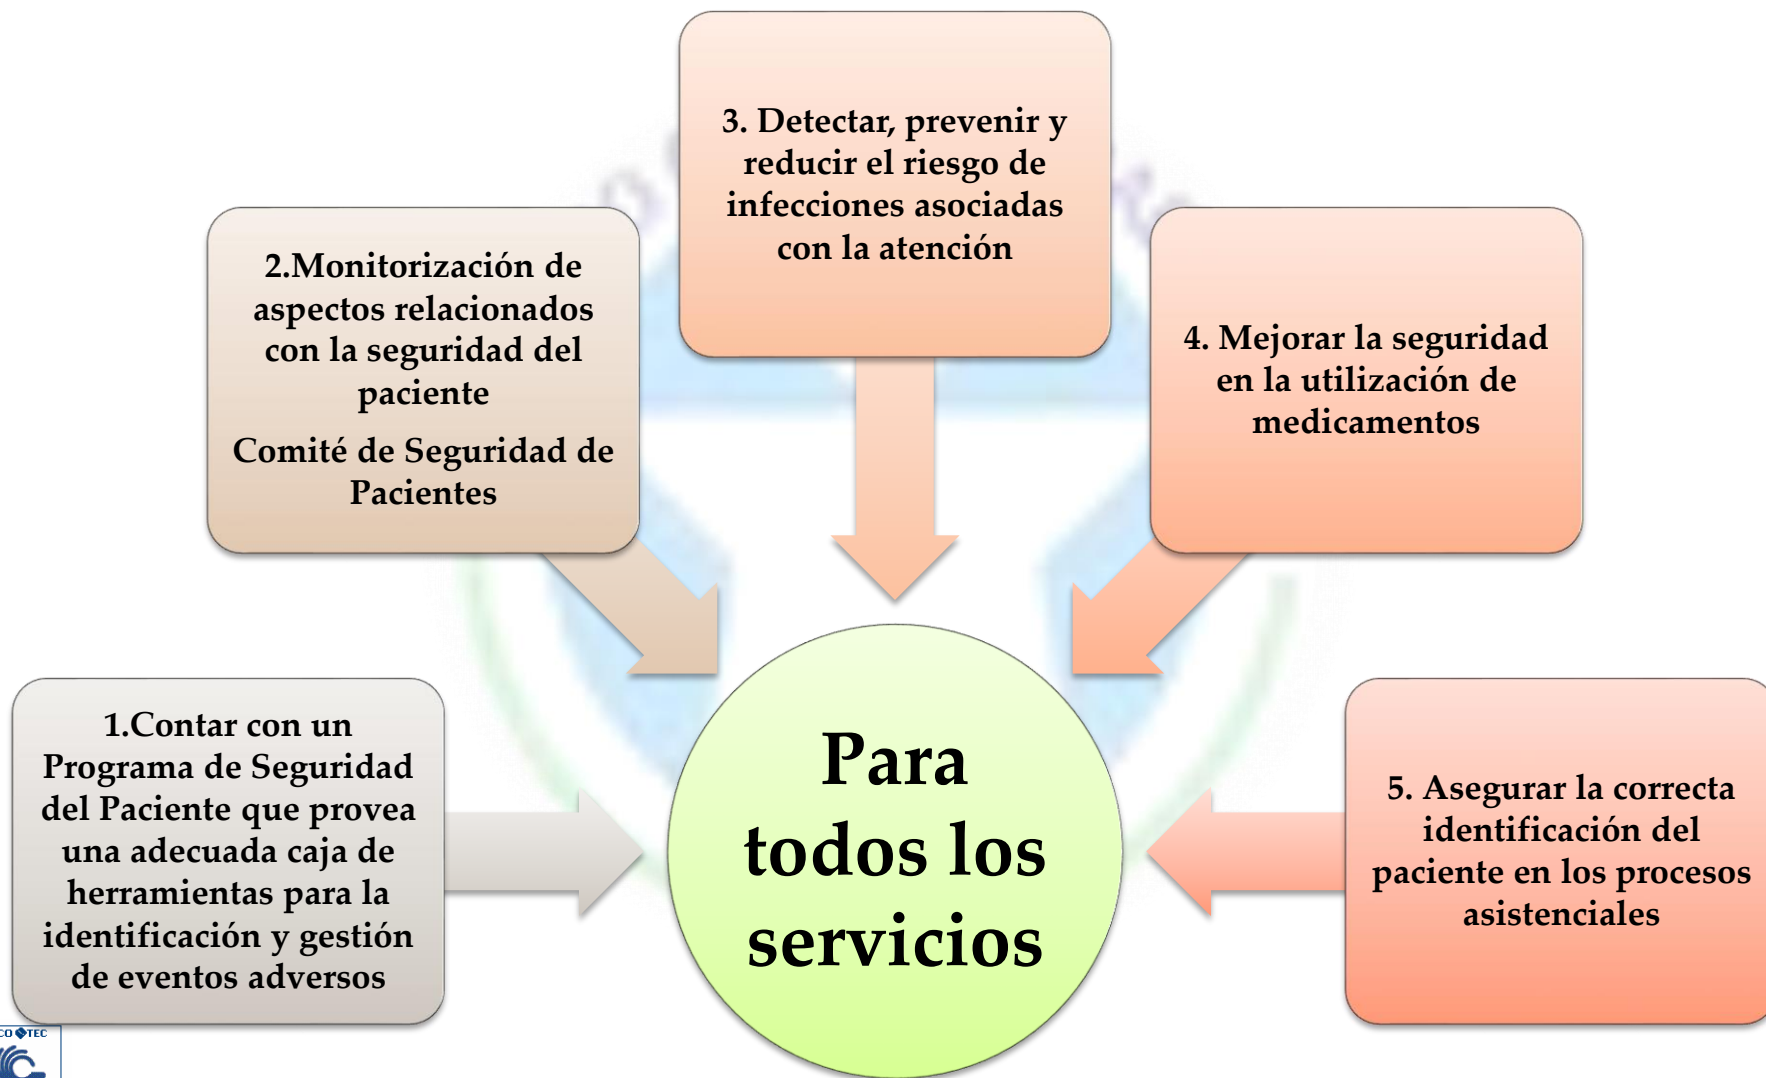 3. Detectar, prevenir y
reducir el riesgo de
infecciones asociadas
con la atención
2.Monitorización de
aspectos relacionados
con la seguridad del
paciente
Comité de Seguridad de
Pacientes
4. Mejorar la seguridad
en la utilización de
medicamentos
1.Contar con un
Programa de Seguridad
del Paciente que provea
una adecuada caja de
herramientas para la
identificación y gestión
de eventos adversos
Para
todos los
servicios
5. Asegurar la correcta
identificación del
paciente en los procesos
asistenciales
TEC